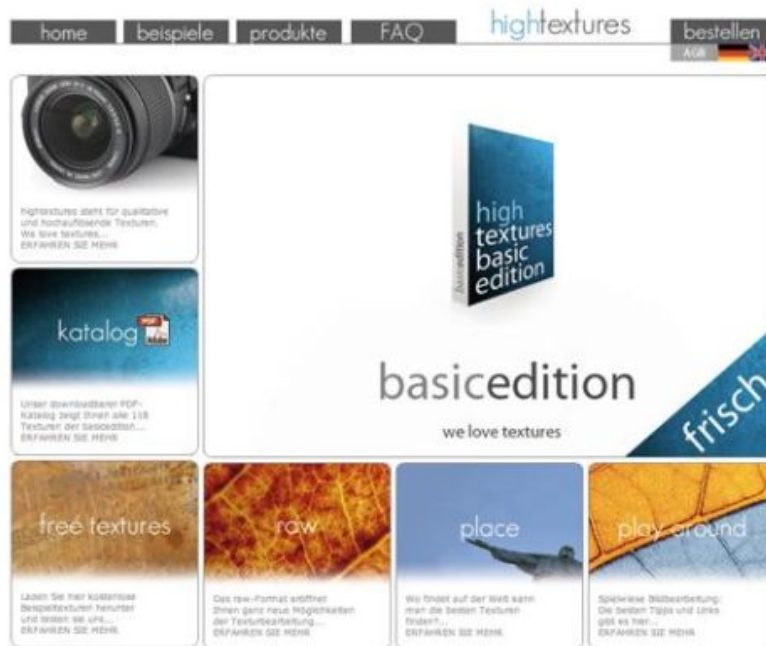 home
beispiele
produkte
FAQ
hightextures
bestellen
AGB
hightextures steht für qualitative
und hochauflösende Texturen.
We love textures...
ERFAHREN SIE MEHR
high
textures
basic
edition
basicedition
basicedition
we love textures
frisch
katalog
PDF
Adobe
Unser downloadbarer PDF-
Katalog zeigt Ihnen alle 118
Texturen der basicedition...
ERFAHREN SIE MEHR
free textures
Laden Sie hier kostenlose
Beispieltexturen herunter
und testen sie uns...
ERFAHREN SIE MEHR
raw
Das raw-Format eröffnet
Ihnen ganz neue Möglichkeiten
der Texturbearbeitung...
ERFAHREN SIE MEHR
place
Wo findet auf der Welt kann
man die besten Texturen
finden?...
ERFAHREN SIE MEHR
play around
Spielwiese Bildbearbeitung:
Die besten Tipps und Links
gibt es hier...
ERFAHREN SIE MEHR